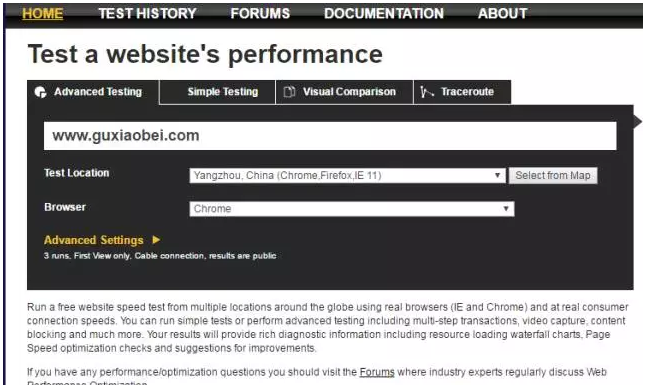 HOME TEST HISTORY FORUMS DOCUMENTATION ABOUT
Test a website's performance
Advanced Testing Simple Testing Visual Comparison Traceroute
www.guxiaobei.com
Test Location Yangzhou, China (Chrome,Firefox,IE 11) Select from Map
Browser Chrome
Advanced Settings
3 runs, First View only, Cable connection, results are public
Run a free website speed test from multiple locations around the globe using real browsers (IE and Chrome) and at real consumer
connection speeds. You can run simple tests or perform advanced testing including multi-step transactions, video capture, content
blocking and much more. Your results will provide rich diagnostic information including resource loading waterfall charts, Page
Speed optimization checks and suggestions for improvements.
If you have any performance/optimization questions you should visit the Forums where industry experts regularly discuss Web
Performance Optimization